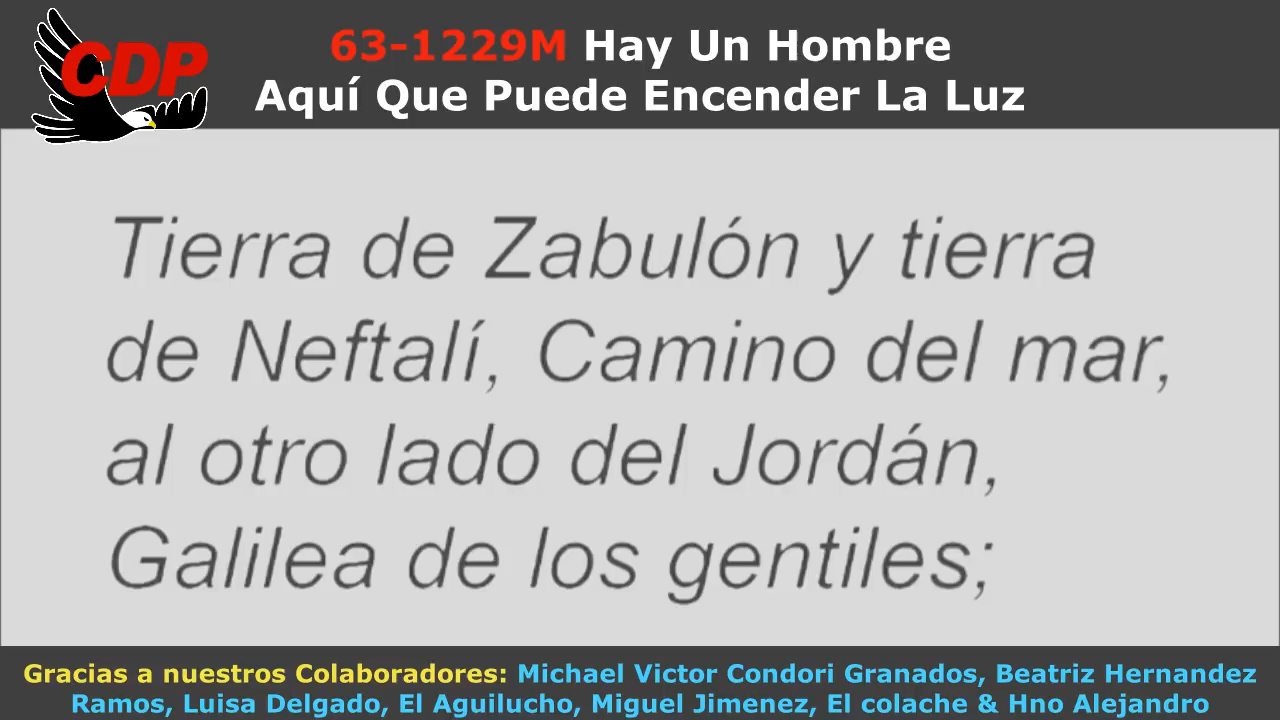 CDP
63-1229M Hay Un Hombre
Aquí Que Puede Encender La Luz
Tierra de Zabulón y tierra
de Neftalí, Camino del mar,
al otro lado del Jordán,
Galilea de los gentiles;
Gracias a nuestros Colaboradores: Michael Victor Condori Granados, Beatriz Hernandez
Ramos, Luisa Delgado, El Aguilucho, Miguel Jimenez, El colache & Hno Alejandro